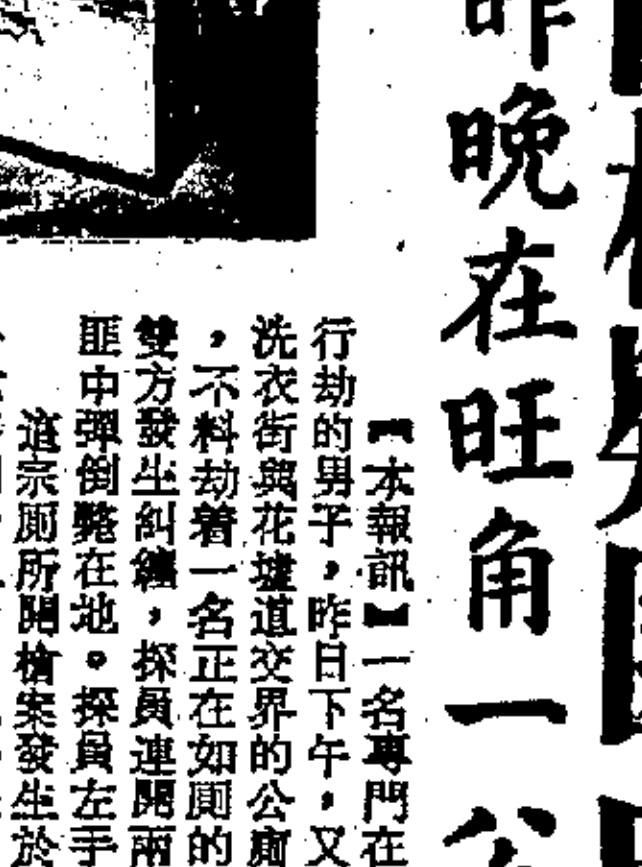 昨晚在旺角一公
【本報訊】一名專門在
行劫的男子，昨日下午，又
洗衣街與花墟道交界的公廁
，不料劫着一名正在如厠的
雙方發生糾纏，探員連開兩
匪中彈倒斃在地。探員左手
這宗厠所開槍案發生於